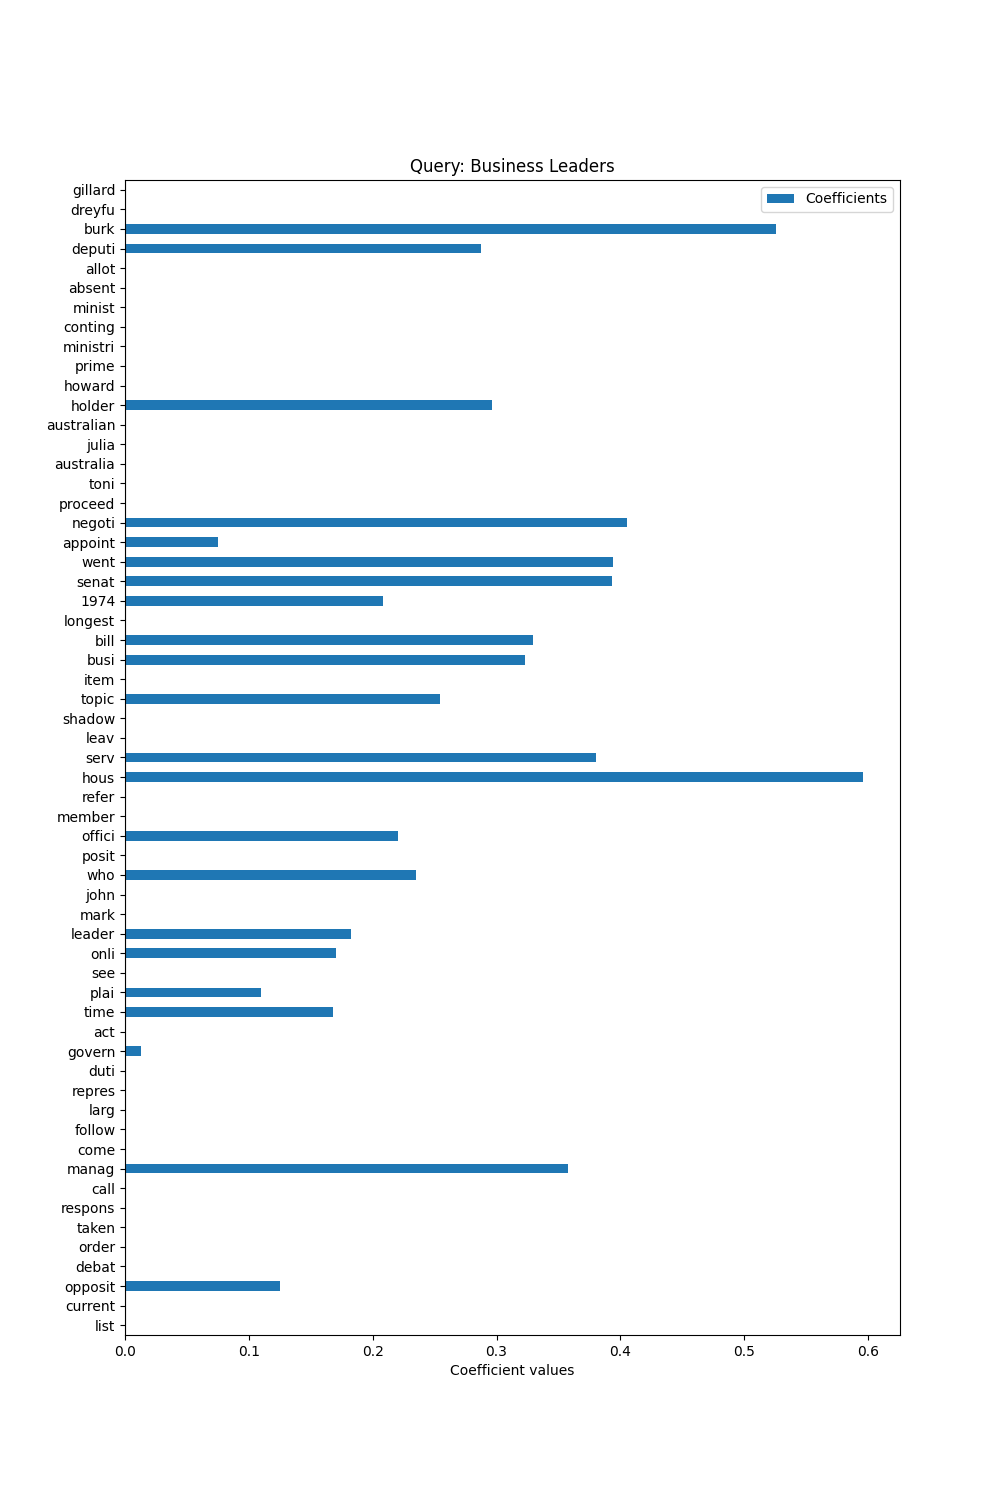 Query: Business Leaders
Coefficients
gillard
dreyfu
burk
deputi
allot
absent
minist
conting
ministri
prime
howard
holder
australian
julia
australia
toni
proceed
negoti
appoint
went
senat
1974
longest
bill
busi
item
topic
shadow
leav
serv
hous
refer
member
offici
posit
who
john
mark
leader
onli
see
plai
time
act
govern
duti
repres
larg
follow
come
manag
call
respons
taken
order
debat
opposit
current
list
0.0 0.1 0.2 0.3 0.4 0.5 0.6
Coefficient values